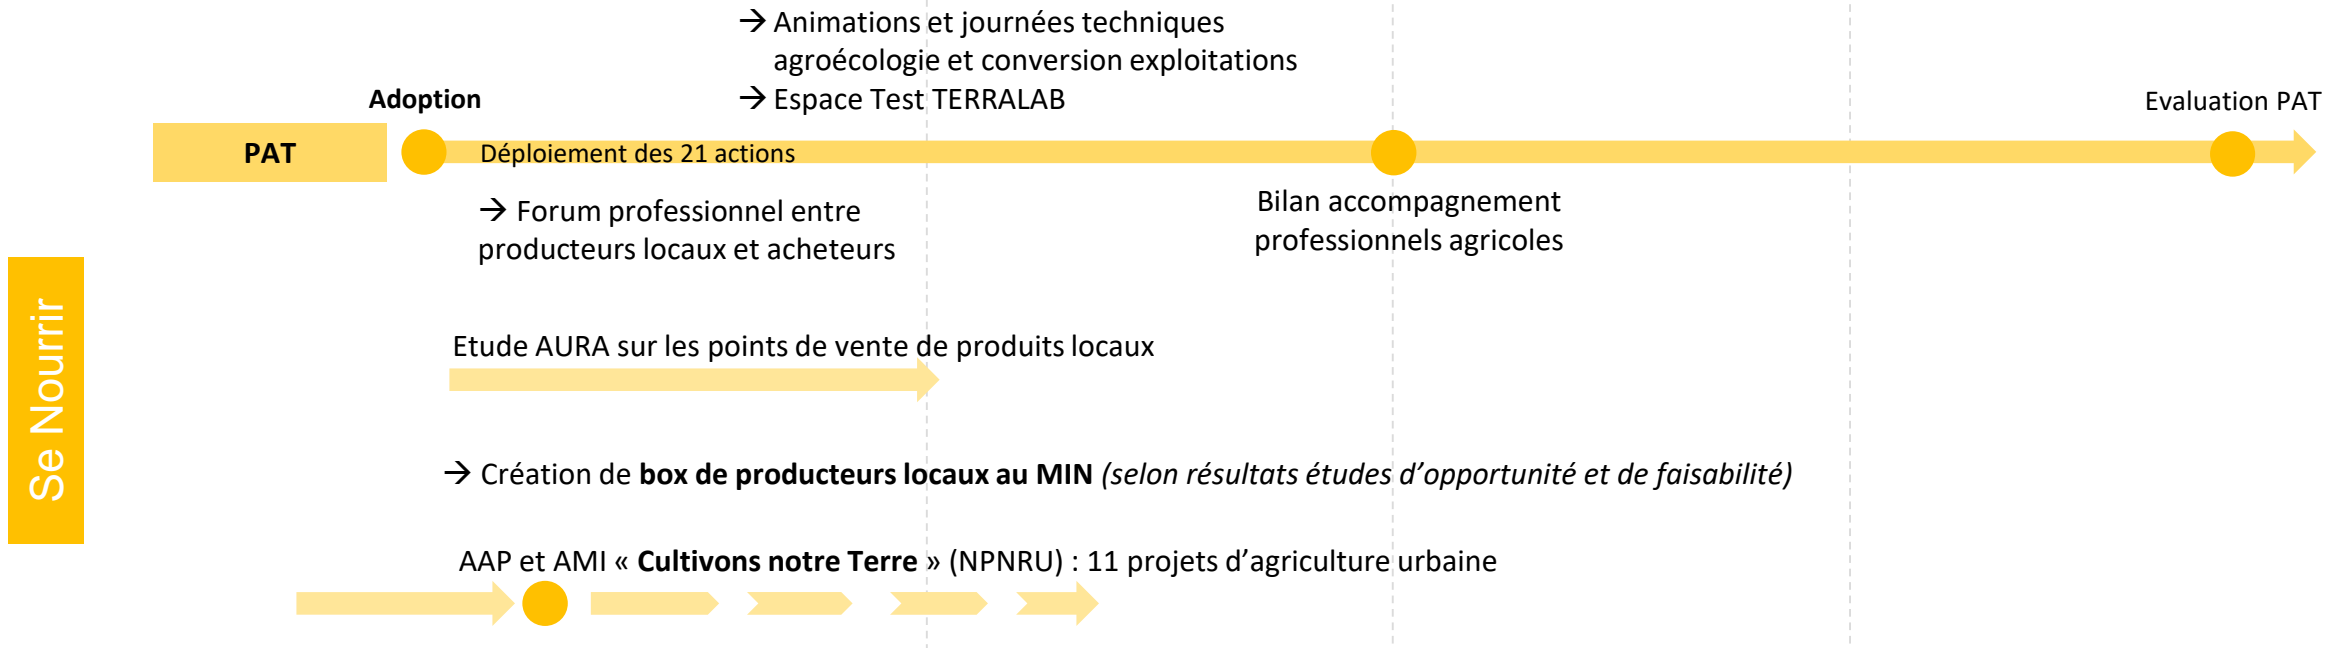 → Animations et journées techniques
agroécologie et conversion exploitations
→ Espace Test TERRALAB
Adoption
Evaluation PAT
PAT
Déploiement des 21 actions
→ Forum professionnel entre
producteurs locaux et acheteurs
Bilan accompagnement
professionnels agricoles
Se Nourrir
Etude AURA sur les points de vente de produits locaux
→ Création de box de producteurs locaux au MIN (selon résultats études d’opportunité et de faisabilité)
AAP et AMI « Cultivons notre Terre » (NPNRU) : 11 projets d’agriculture urbaine